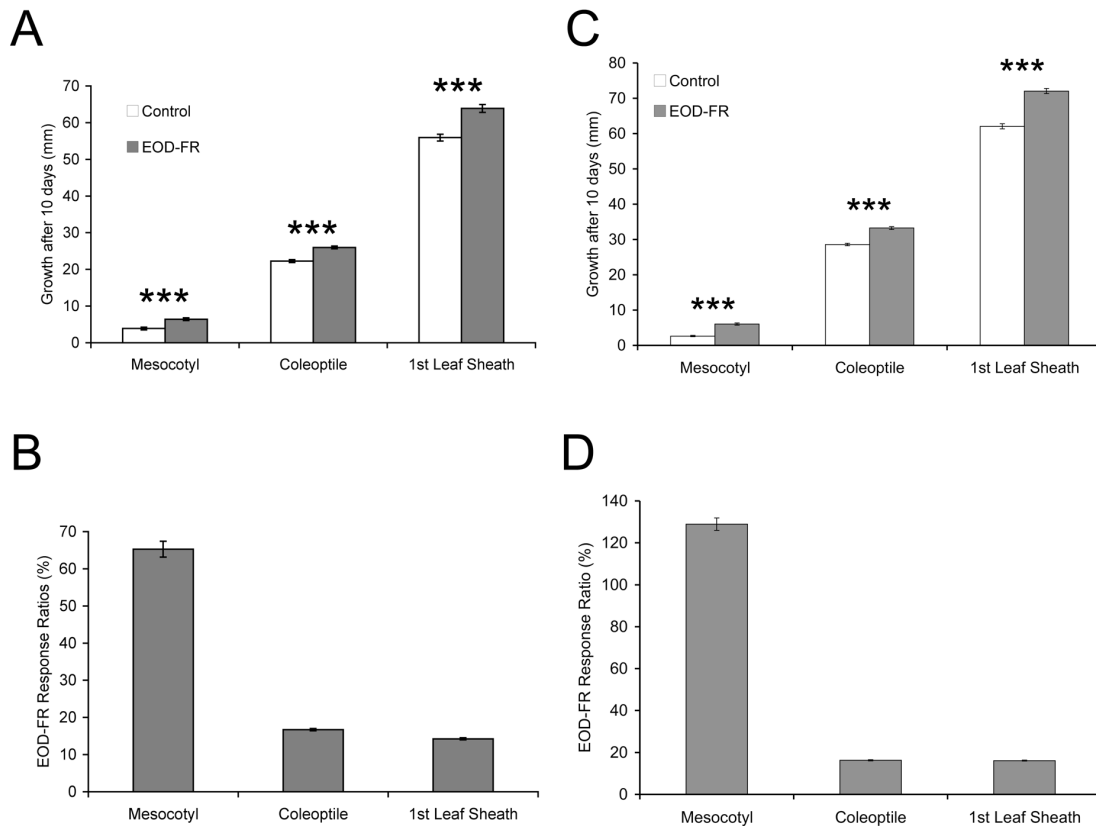 A
Growth after 10 days (mm)
70
60
50
40
30
20
10
0
Control
EOD-FR
***
***
***
Mesocotyl
Coleoptile
1st Leaf Sheath
C
Growth after 10 days (mm)
80
70
60
50
40
30
20
10
0
Control
EOD-FR
***
***
***
Mesocotyl
Coleoptile
1st Leaf Sheath
B
EOD-FR Response Ratios (%)
70
60
50
40
30
20
10
0
Mesocotyl
Coleoptile
1st Leaf Sheath
D
EOD-FR Response Ratio (%)
140
120
100
80
60
40
20
0
Mesocotyl
Coleoptile
1st Leaf Sheath